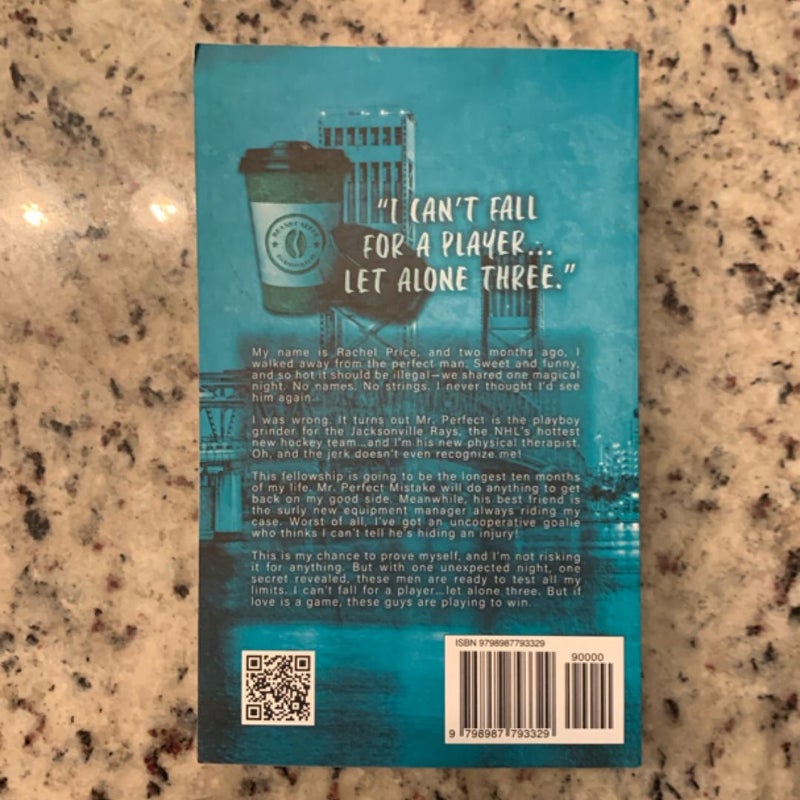 "I CAN'T FALL
FOR A PLAYER...
LET ALONE THREE."
My name is Rachel Price, and two months ago, I
walked away from the perfect man. Sweet and funny,
and so hot it should be illegal—we shared one magical
night. No names. No strings. I never thought I'd see
him again.
I was wrong. It turns out Mr. Perfect is the playboy
grinder for the Jacksonville Rays, the NHL's hottest
new hockey team...and I'm his new physical therapist.
Oh, and the jerk doesn't even recognize me!
This fellowship is going to be the longest ten months
of my life. Mr. Perfect Mistake will do anything to get
back on my good side. Meanwhile, his best friend is
the surly new equipment manager always riding my
case. Worst of all, I've got an uncooperative goalie
who thinks I can't tell he's hiding an injury!
This is my chance to prove myself, and I'm not risking
it for anything. But with one unexpected night, one
secret revealed, these men are ready to test all my
limits. I can't fall for a player...let alone three. But if
love is a game, these guys are playing to win.
ISBN 9798987793329
90000
9 798987 793329